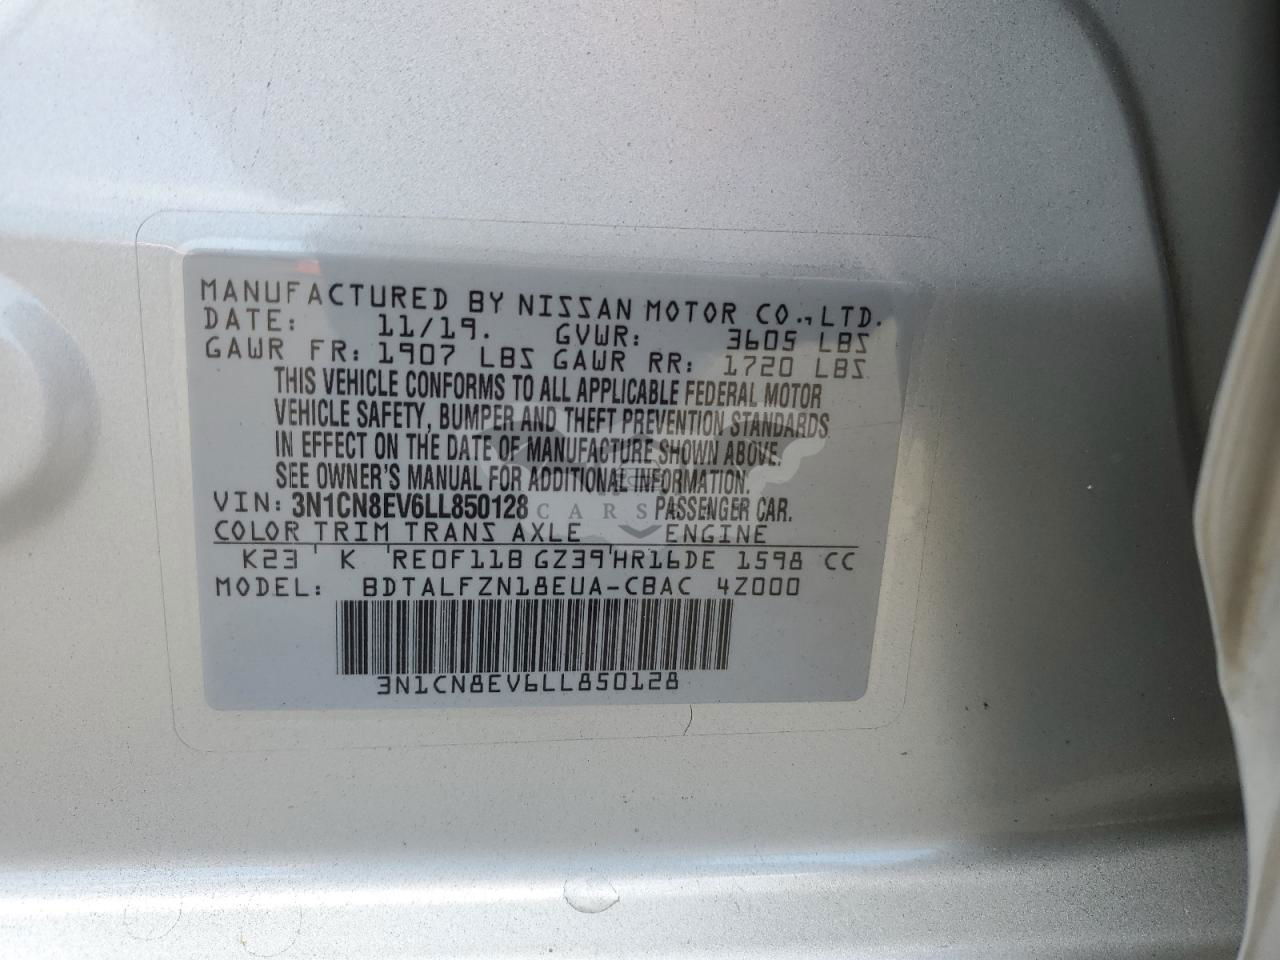 MANUFACTURED BY NISSAN MOTOR CO., LTD.
DATE: 11/19. GVWR: 3605 LBS
GAWR FR: 1907 LBS GAWR RR: 1720 LBS
THIS VEHICLE CONFORMS TO ALL APPLICABLE FEDERAL MOTOR
VEHICLE SAFETY, BUMPER AND THEFT PREVENTION STANDARDS
IN EFFECT ON THE DATE OF MANUFACTURE SHOWN ABOVE.
SEE OWNER'S MANUAL FOR ADDITIONAL INFORMATION.
VIN: 3N1CN8EV6LL850128 PASSENGER CAR.
CARS
COLOR TRIM TRANS AXLE ENGINE
K23 ' K ' RE0F11B GZ39 ' HR16DE 1598 CC
MODEL: BDTALFZN18EUA-CBAC 4Z000
3N1CN8EV6LL850128